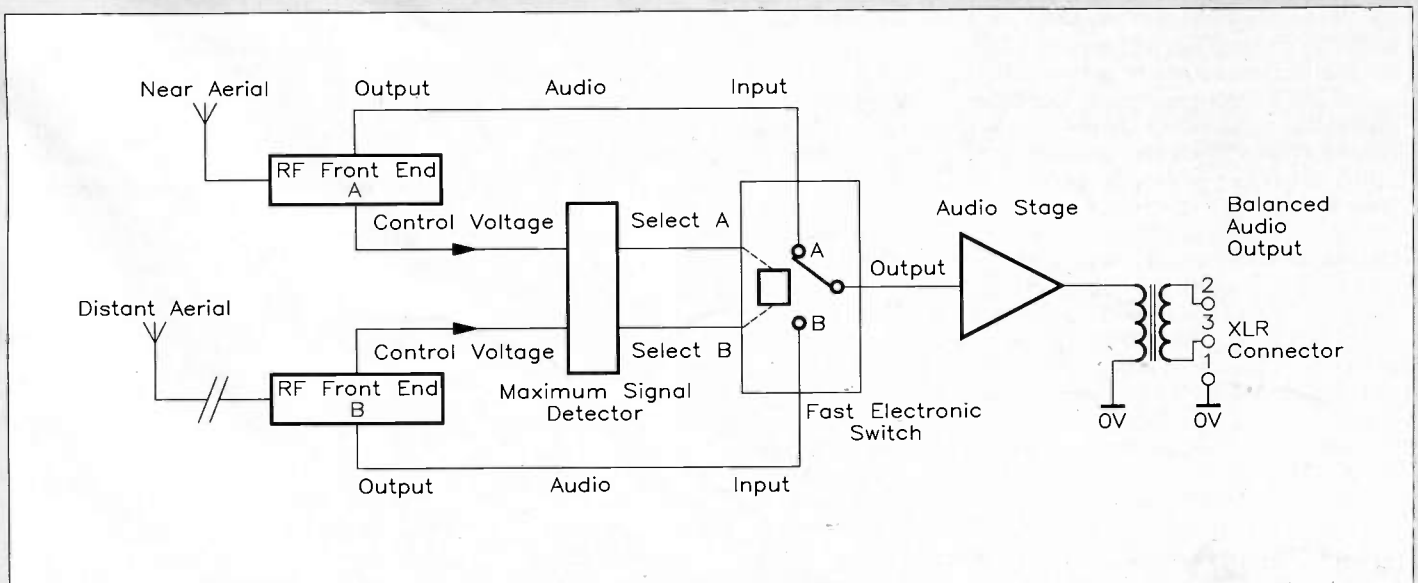 Near Aerial
Output
Audio
Input
RF Front End
A
Control Voltage
Select A
A
Audio Stage
Balanced
Audio
Output
Output
Distant Aerial
B
Control Voltage
Select B
RF Front End
B
Maximum Signal
Detector
Fast Electronic
Switch
2
3
1
XLR
Connector
0V
0V
Output
Audio
Input